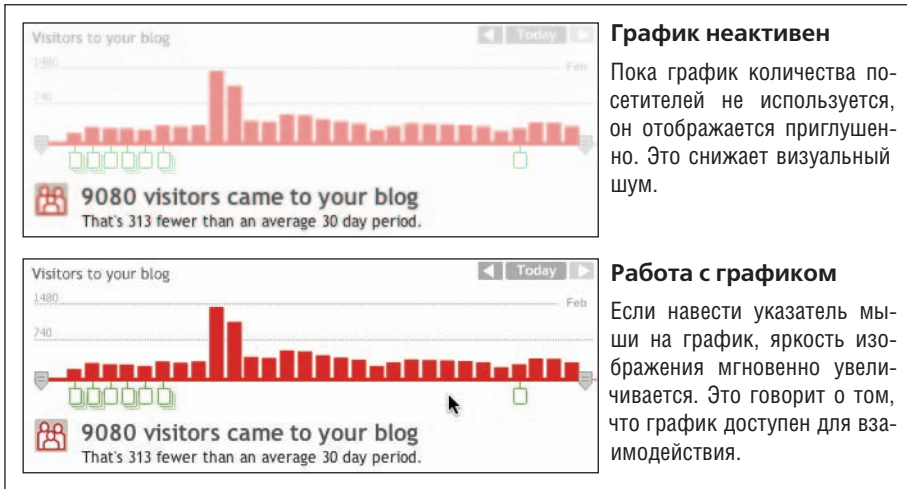 Visitors to your blog
Today
1480
Feb
740
9080 visitors came to your blog
That's 313 fewer than an average 30 day period.
График неактивен
Пока график количества по-
сетителей не используется,
он отображается приглушен-
но. Это снижает визуальный
шум.
Visitors to your blog
Today
1480
Feb
740
9080 visitors came to your blog
That's 313 fewer than an average 30 day period.
Работа с графиком
Если навести указатель мы-
ши на график, яркость изо-
бражения мгновенно увели-
чивается. Это говорит о том,
что график доступен для вза-
имодействия.